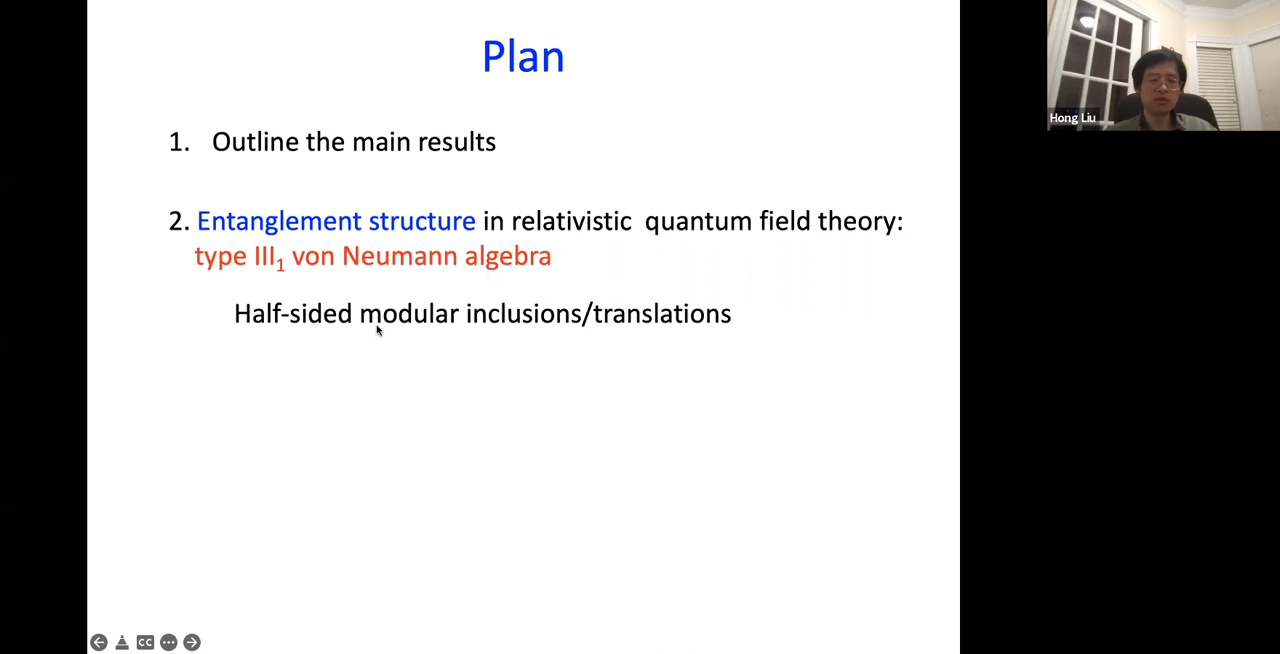 Plan
1. Outline the main results
2. Entanglement structure in relativistic quantum field theory:
type III₁ von Neumann algebra
Half-sided modular inclusions/translations
Hong Liu
CC